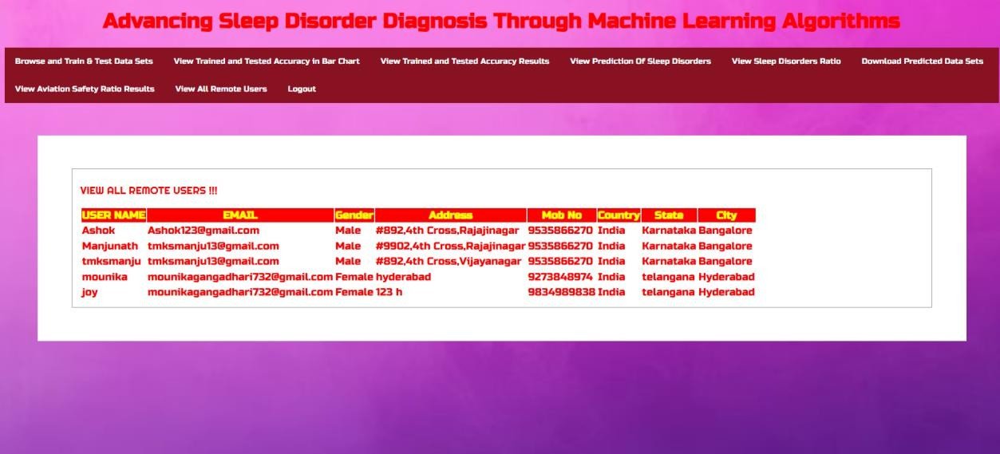 Advancing Sleep Disorder Diagnosis Through Machine Learning Algorithms
Browse and Train & Test Data Sets View Trained and Tested Accuracy in Bar Chart View Trained and Tested Accuracy Results View Prediction Of Sleep Disorders View Sleep Disorders Ratio Download Predicted Data Sets
View Aviation Safety Ratio Results View All Remote Users Logout
VIEW ALL REMOTE USERS !!!
USER NAME EMAIL Gender Address Mob No Country State City
Ashok Ashok123@gmail.com Male #892,4th Cross,Rajajinagar 9535866270 India Karnataka Bangalore
Manjunath tmksmanju13@gmail.com Male #9902,4th Cross,Rajajinagar 9535866270 India Karnataka Bangalore
tmksmanju tmksmanju13@gmail.com Male #892,4th Cross,Vijayanagar 9535866270 India Karnataka Bangalore
mounika mounikagangadhari732@gmail.com Female hyderabad 9273848974 India telangana Hyderabad
joy mounikagangadhari732@gmail.com Female 123 h 9834989838 India telangana Hyderabad